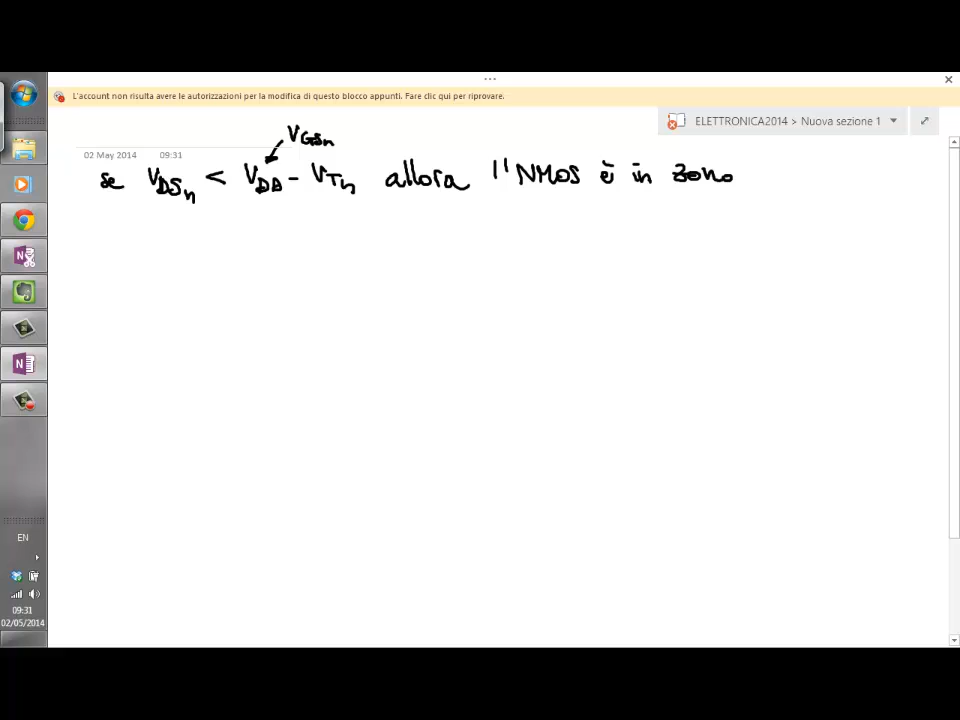 L'account non risulta avere le autorizzazioni per la modifica di questo blocco appunti. Fare clic qui per riprovare.
ELETTRONICA2014 > Nuova sezione 1
02 May 2014 09:31
VGSn
se VDSn < VDD - VTn allora l'NMOS è in zona
EN
09:31
02/05/2014